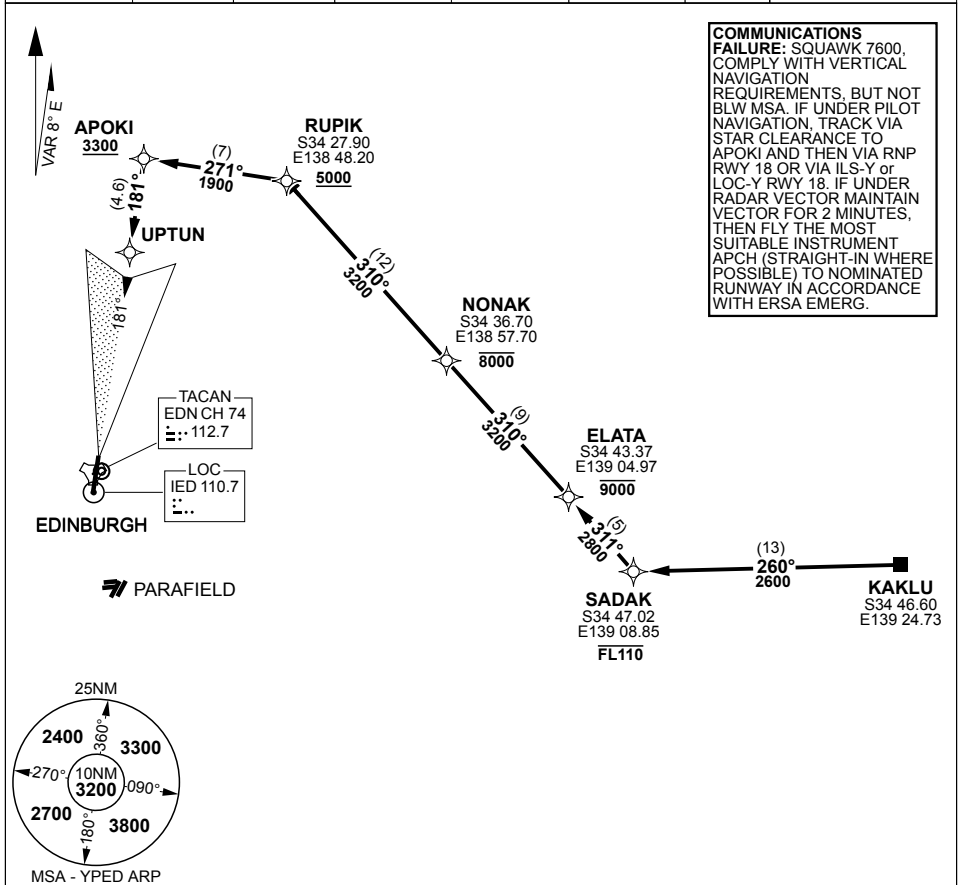 COMMUNICATIONS
FAILURE: SQUAWK 7600,
COMPLY WITH VERTICAL
NAVIGATION
REQUIREMENTS, BUT NOT
BLW MSA. IF UNDER PILOT
NAVIGATION, TRACK VIA
STAR CLEARANCE TO
APOKI AND THEN VIA RNP
RWY 18 OR VIA ILS-Y or
LOC-Y RWY 18. IF UNDER
RADAR VECTOR MAINTAIN
VECTOR FOR 2 MINUTES,
THEN FLY THE MOST
SUITABLE INSTRUMENT
APCH (STRAIGHT-IN WHERE
POSSIBLE) TO NOMINATED
RUNWAY IN ACCORDANCE
WITH ERSA EMERG.
VAR 8° E
APOKI
3300
(7)
271°
1900
RUPIK
S34 27.90
E138 48.20
5000
(4.6)
181°
UPTUN
181°
(12)
310°
3200
NONAK
S34 36.70
E138 57.70
8000
(9)
310°
3200
ELATA
S34 43.37
E139 04.97
9000
(5)
311°
2800
SADAK
S34 47.02
E139 08.85
FL110
(13)
260°
2600
KAKLU
S34 46.60
E139 24.73
TACAN
EDN CH 74
112.7
LOC
IED 110.7
EDINBURGH
PARAFIELD
25NM
2400
360°
3300
270°
10NM
3200
090°
2700
180°
3800
MSA - YPED ARP